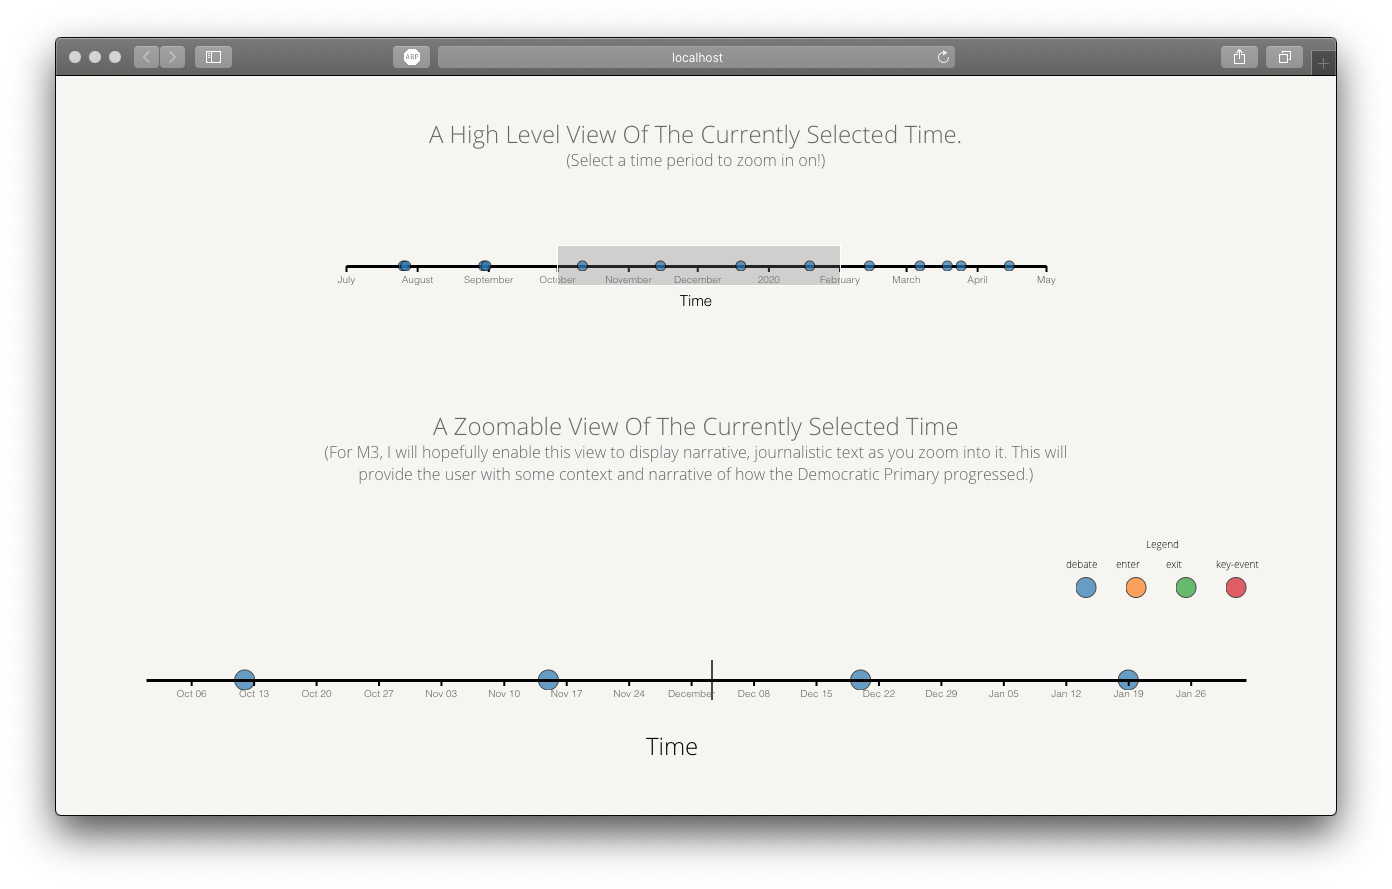 ABP
localhost
A High Level View Of The Currently Selected Time.
(Select a time period to zoom in on!)
July August September October November December 2020 February March April May
Time
A Zoomable View Of The Currently Selected Time
(For M3, I will hopefully enable this view to display narrative, journalistic text as you zoom into it. This will
provide the user with some context and narrative of how the Democratic Primary progressed.)
Legend
debate enter exit key-event
Oct 06 Oct 13 Oct 20 Oct 27 Nov 03 Nov 10 Nov 17 Nov 24 December Dec 08 Dec 15 Dec 22 Dec 29 Jan 05 Jan 12 Jan 19 Jan 26
Time